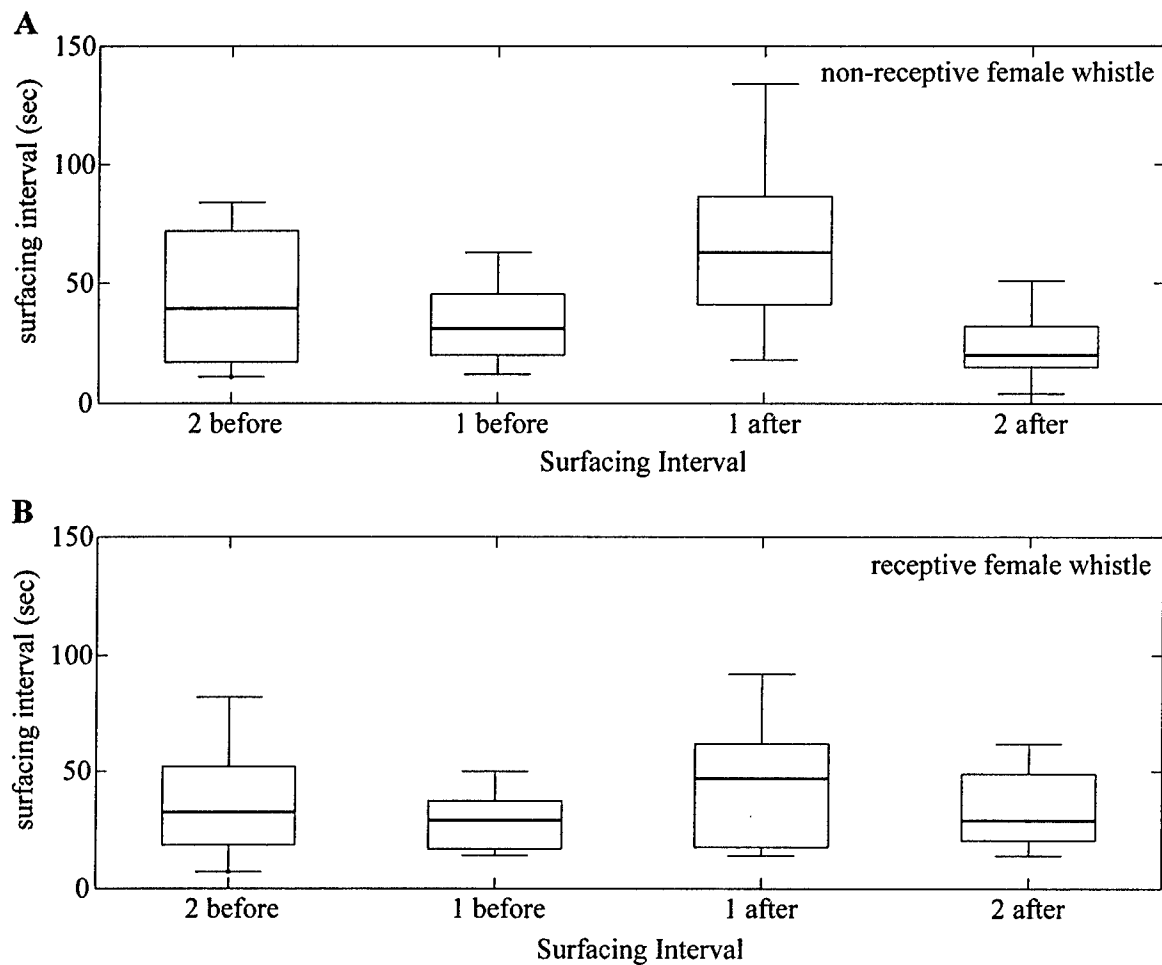 A
150
100
50
0
surfacing interval (sec)
non-receptive female whistle
2 before 1 before 1 after 2 after
Surfacing Interval
B
150
100
50
0
surfacing interval (sec)
receptive female whistle
2 before 1 before 1 after 2 after
Surfacing Interval